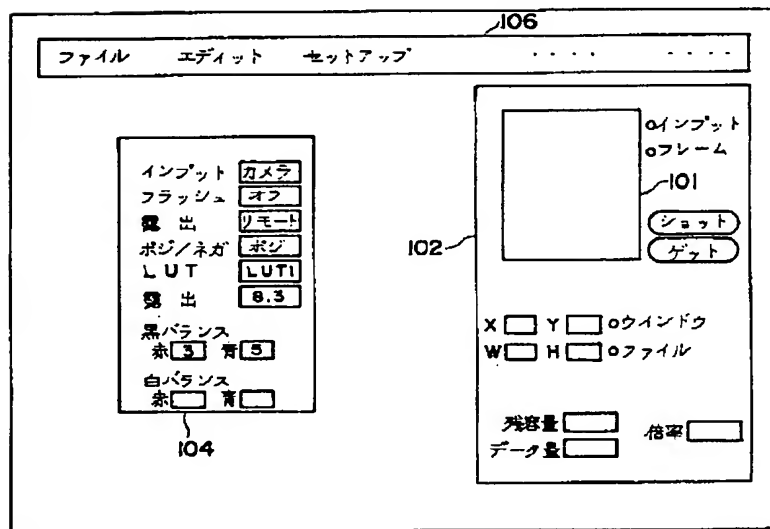 106
ファイル エディット セットアップ ・・・・ ・・・・
インプット カメラ
フラッシュ オフ
露出 リモート
ポジ/ネガ ポジ
LUT LUT1
露出 8.3
黒バランス
赤 3 青 5
白バランス
赤 青
104
102
インプット
フレーム
101
ショット
ゲット
X Y ウインドウ
W H ファイル
残容量
データ量
倍率